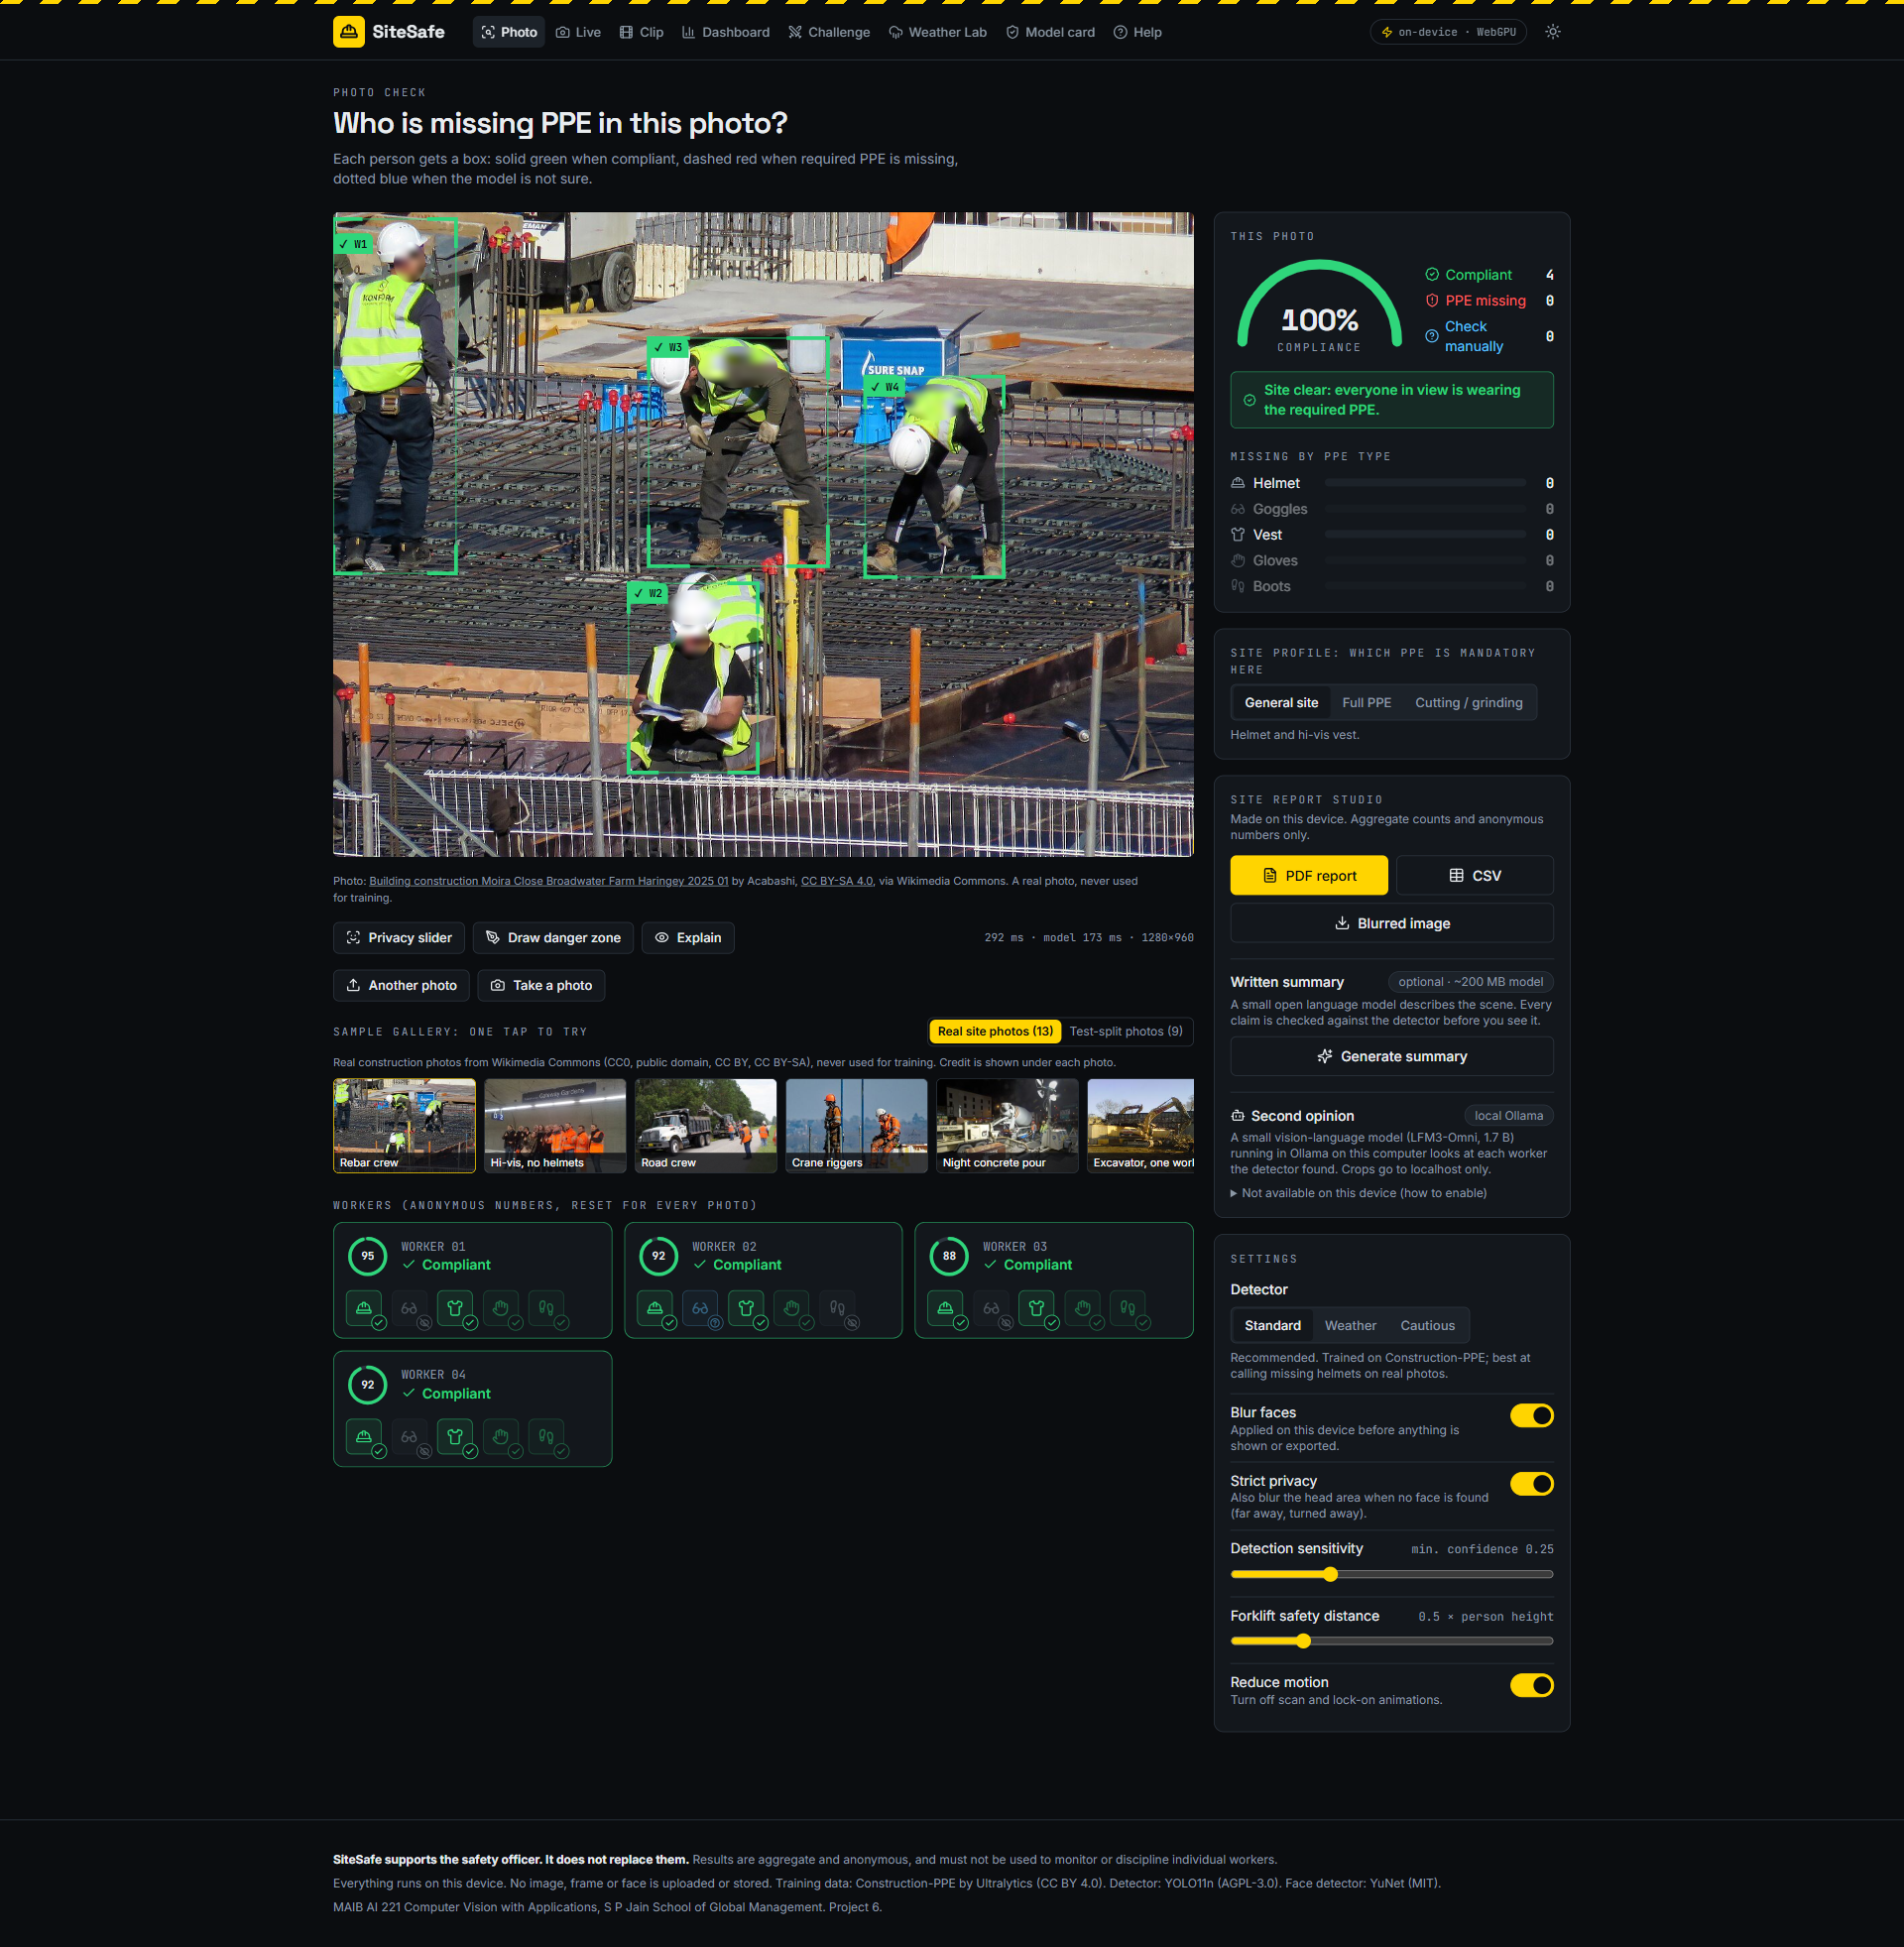 SiteSafe
Photo
Live
Clip
Dashboard
Challenge
Weather Lab
Model card
Help
on-device · WebGPU
PHOTO CHECK
Who is missing PPE in this photo?
Each person gets a box: solid green when compliant, dashed red when required PPE is missing,
dotted blue when the model is not sure.
✓ W1
✓ W3
SURE SNAP
✓ W4
✓ W2
Photo: Building construction Moira Close Broadwater Farm Haringey 2025 01 by Acabashi, CC BY-SA 4.0, via Wikimedia Commons. A real photo, never used
for training.
Privacy slider
Draw danger zone
Explain
292 ms · model 173 ms · 1280×960
Another photo
Take a photo
SAMPLE GALLERY: ONE TAP TO TRY
Real site photos (13)
Test-split photos (9)
Real construction photos from Wikimedia Commons (CC0, public domain, CC BY, CC BY-SA), never used for training. Credit is shown under each photo.
Rebar crew
Hi-vis, no helmets
Road crew
Crane riggers
Night concrete pour
Excavator, one worl
WORKERS (ANONYMOUS NUMBERS, RESET FOR EVERY PHOTO)
95
WORKER 01
Compliant
92
WORKER 02
Compliant
88
WORKER 03
Compliant
92
WORKER 04
Compliant
THIS PHOTO
100%
COMPLIANCE
Compliant 4
PPE missing 0
Check
manually 0
Site clear: everyone in view is wearing
the required PPE.
MISSING BY PPE TYPE
Helmet 0
Goggles 0
Vest 0
Gloves 0
Boots 0
SITE PROFILE: WHICH PPE IS MANDATORY
HERE
General site
Full PPE
Cutting / grinding
Helmet and hi-vis vest.
SITE REPORT STUDIO
Made on this device. Aggregate counts and anonymous
numbers only.
PDF report
CSV
Blurred image
Written summary
optional · ~200 MB model
A small open language model describes the scene. Every
claim is checked against the detector before you see it.
Generate summary
Second opinion
local Ollama
A small vision-language model (LFM3-Omni, 1.7 B)
running in Ollama on this computer looks at each worker
the detector found. Crops go to localhost only.
Not available on this device (how to enable)
SETTINGS
Detector
Standard
Weather
Cautious
Recommended. Trained on Construction-PPE; best at
calling missing helmets on real photos.
Blur faces
Applied on this device before anything is
shown or exported.
Strict privacy
Also blur the head area when no face is found
(far away, turned away).
Detection sensitivity
min. confidence 0.25
Forklift safety distance
0.5 × person height
Reduce motion
Turn off scan and lock-on animations.
SiteSafe supports the safety officer. It does not replace them. Results are aggregate and anonymous, and must not be used to monitor or discipline individual workers.
Everything runs on this device. No image, frame or face is uploaded or stored. Training data: Construction-PPE by Ultralytics (CC BY 4.0). Detector: YOLO11n (AGPL-3.0). Face detector: YuNet (MIT).
MAIB AI 221 Computer Vision with Applications, S P Jain School of Global Management. Project 6.